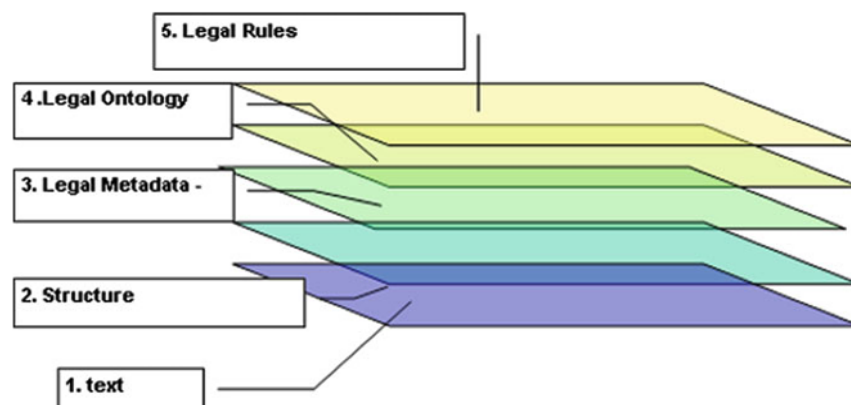 5. Legal Rules
4 .Legal Ontology
3. Legal Metadata -
2. Structure
1. text